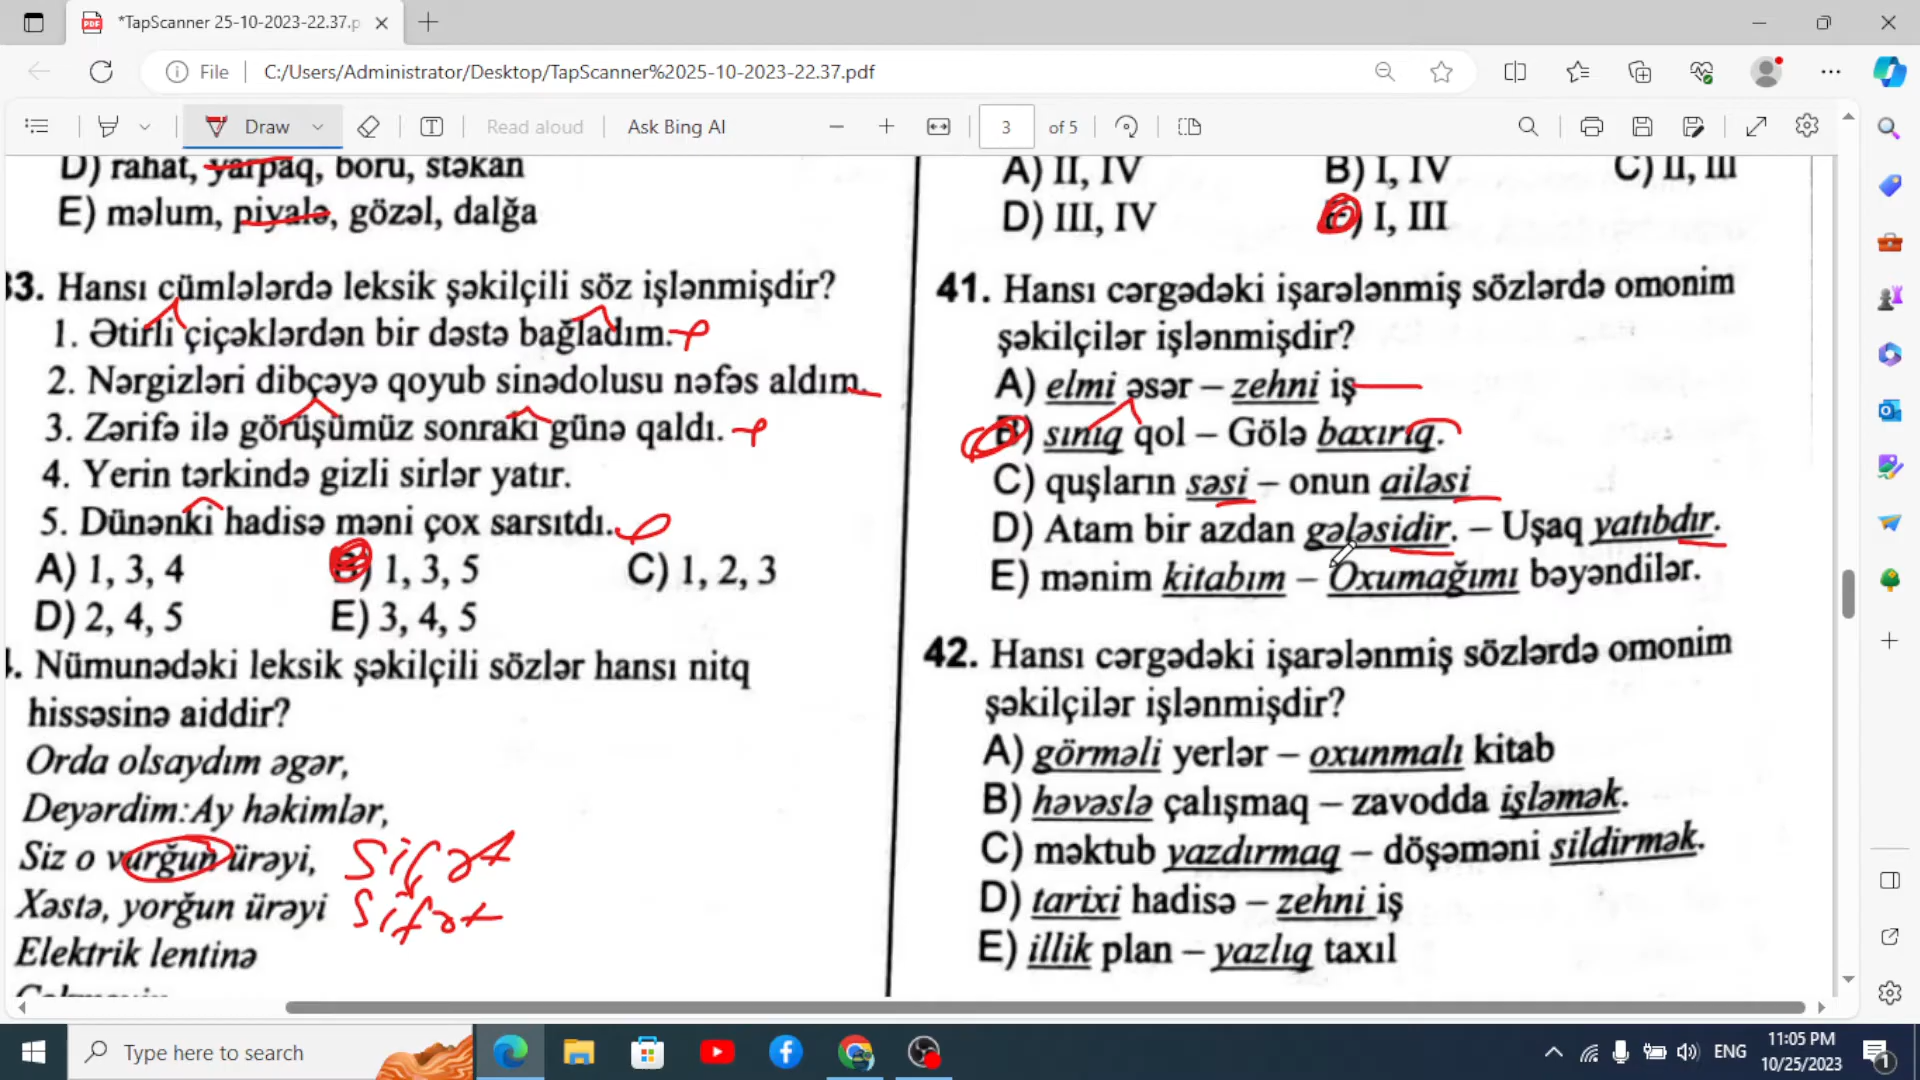 *TapScanner 25-10-2023-22.37.p
File
C:/Users/Administrator/Desktop/TapScanner%2025-10-2023-22.37.pdf
Draw
Read aloud
Ask Bing AI
3
of 5
D) rahat, yarpaq, boru, stəkan
E) məlum, piyalə, gözəl, dalğa
33. Hansı cümlələrdə leksik şəkilçili söz işlənmişdir?
1. Ətirli çiçəklərdən bir dəstə bağladım.
2. Nərgizləri dibçəyə qoyub sinədolusu nəfəs aldım.
3. Zərifə ilə görüşümüz sonrakı günə qaldı.
4. Yerin tərkində gizli sirlər yatır.
5. Dünənki hadisə məni çox sarsıtdı.
A) 1, 3, 4
B) 1, 3, 5
C) 1, 2, 3
D) 2, 4, 5
E) 3, 4, 5
. Nümunədəki leksik şəkilçili sözlər hansı nitq
hissəsinə aiddir?
Orda olsaydım əgər,
Deyərdim:Ay həkimlər,
Siz o vurğun ürəyi, Sifət
Xəstə, yorğun ürəyi Sifət
Elektrik lentinə
A) II, IV
B) I, IV
C) II, III
D) III, IV
) I, III
41. Hansı cərgədəki işarələnmiş sözlərdə omonim
şəkilçilər işlənmişdir?
A) elmi əsər – zehni iş
B) sınıq qol – Gölə baxırıq.
C) quşların səsi – onun ailəsi
D) Atam bir azdan gələsidir. – Uşaq yatıbdır.
E) mənim kitabım – Oxumağımı bəyəndilər.
42. Hansı cərgədəki işarələnmiş sözlərdə omonim
şəkilçilər işlənmişdir?
A) görməli yerlər – oxunmalı kitab
B) həvəslə çalışmaq – zavodda işləmək.
C) məktub yazdırmaq – döşəməni sildirmək.
D) tarixi hadisə – zehni iş
E) illik plan – yazlıq taxıl
Type here to search
ENG
11:05 PM
10/25/2023
1